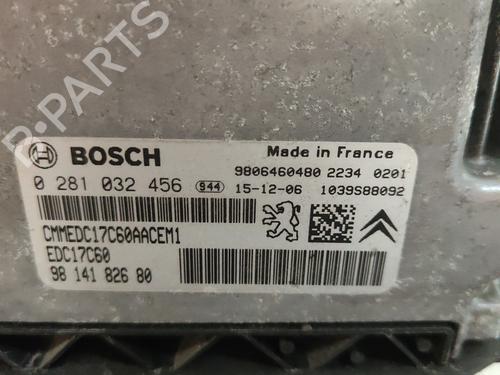 B-PARTS
BOSCH
Made in France
9806460480 2234 0201
0 281 032 456 944 15-12-06 1039S88092
CMMEDC17C60AACEM1
EDC17C60
98 141 826 80